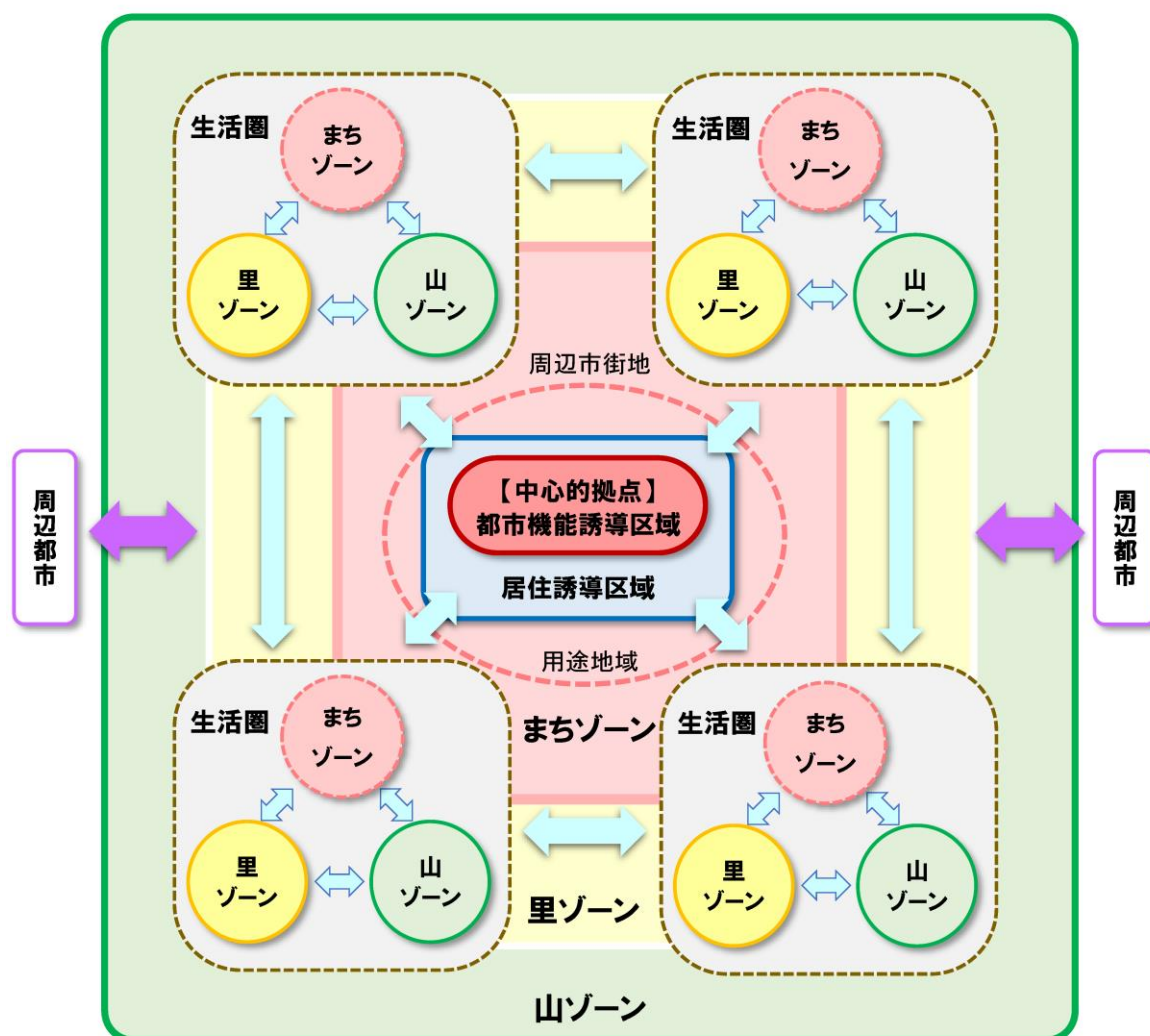 生活圏
まち
ゾーン
里
ゾーン
山
ゾーン
生活圏
まち
ゾーン
里
ゾーン
山
ゾーン
周辺市街地
【中心的拠点】
都市機能誘導区域
居住誘導区域
用途地域
周辺都市
周辺都市
生活圏
まち
ゾーン
里
ゾーン
山
ゾーン
まちゾーン
生活圏
まち
ゾーン
里
ゾーン
山
ゾーン
里ゾーン
山ゾーン